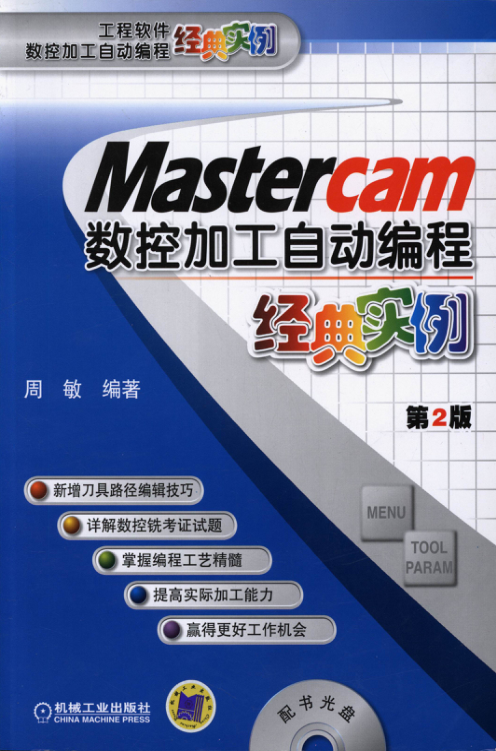 工程软件
数控加工自动编程 经典实例
Mastercam
数控加工自动编程
经典实例
周 敏 编著
第2版
新增刀具路径编辑技巧
MENU
详解数控铣考证试题
TOOL
PARAM
掌握编程工艺精髓
提高实际加工能力
赢得更好工作机会
机械工业出版社
CHINA MACHINE PRESS
配书光盘